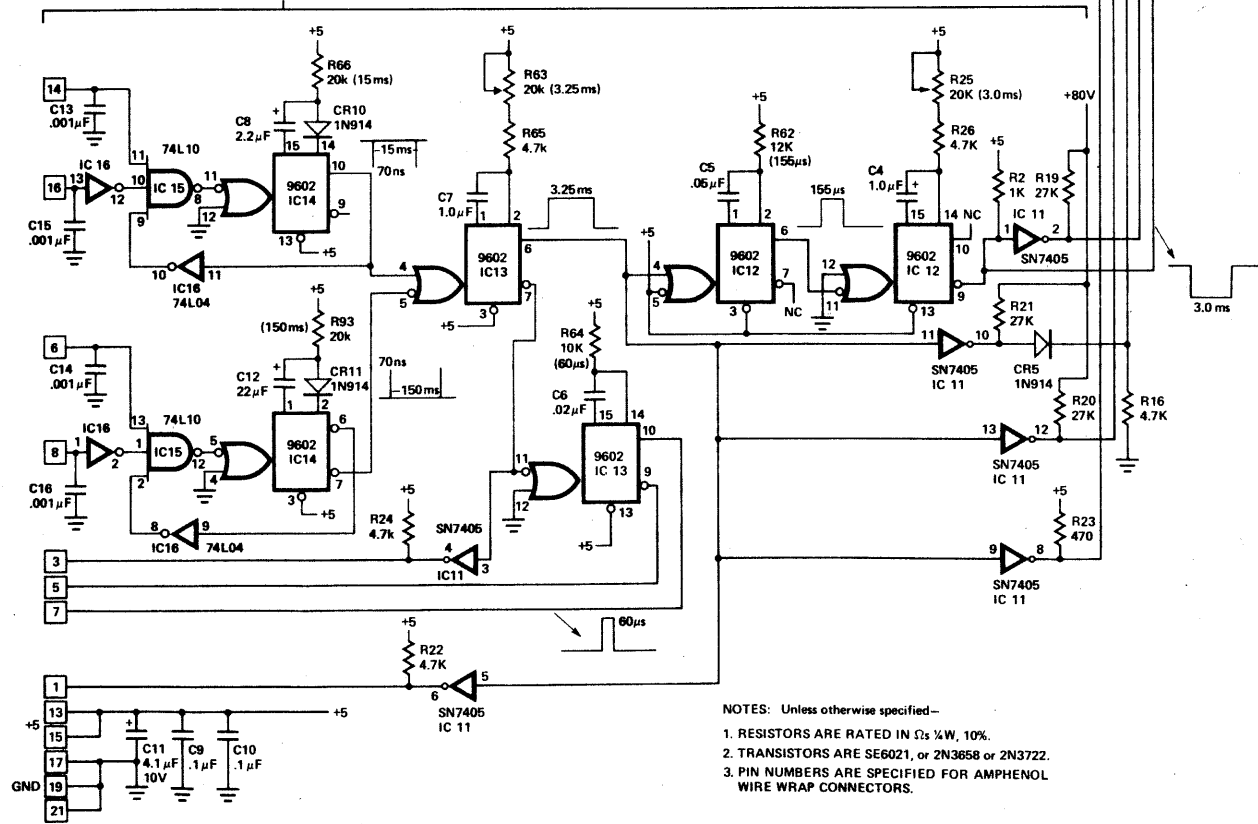 +5
R66
20k (15ms)
14
C13
.001µF
C8
2.2µF
+
CR10
1N914
74L10
11
IC 16
16
13
12
10
IC 15
9
8
11
12
15
14
9602
IC14
10
9
13
+5
15ms
70ns
C15
.001µF
10
11
IC16
74L04
+5
R63
20k (3.25ms)
R65
4.7k
C7
1.0µF
1
2
3.25ms
4
5
9602
IC13
6
7
3
+5
+5
R62
12K
(155µs)
C5
.05µF
1
2
155µs
+5
4
5
9602
IC12
6
7
NC
3
+5
R25
20K (3.0ms)
R26
4.7K
C4
1.0µF
+
15
14
NC
10
12
11
9602
IC 12
9
13
+80V
+5
R2
1K
R19
27K
IC 11
1
2
SN7405
3.0 ms
R21
27K
11
10
SN7405
IC 11
CR5
1N914
R20
27K
R16
4.7K
13
12
SN7405
IC 11
+5
R23
470
9
8
SN7405
IC 11
+5
(150ms)
R93
20k
6
C14
.001µF
C12
22µF
+
CR11
1N914
70ns
150ms
74L10
13
IC16
8
1
2
1
IC15
2
12
5
4
1
2
9602
IC14
6
7
3
+5
C16
.001µF
8
9
IC16
74L04
+5
R64
10K
(60µs)
C6
.02µF
15
14
11
12
9602
IC 13
10
9
13
+5
+5
R24
4.7k
SN7405
4
3
IC11
3
5
7
60µs
+5
R22
4.7K
1
5
6
SN7405
IC 11
13
+5
+5
15
17
GND
19
21
+
C11
4.1µF
10V
C9
.1µF
C10
.1µF
NOTES: Unless otherwise specified–
1. RESISTORS ARE RATED IN Ωs ¼W, 10%.
2. TRANSISTORS ARE SE6021, or 2N3658 or 2N3722.
3. PIN NUMBERS ARE SPECIFIED FOR AMPHENOL
WIRE WRAP CONNECTORS.